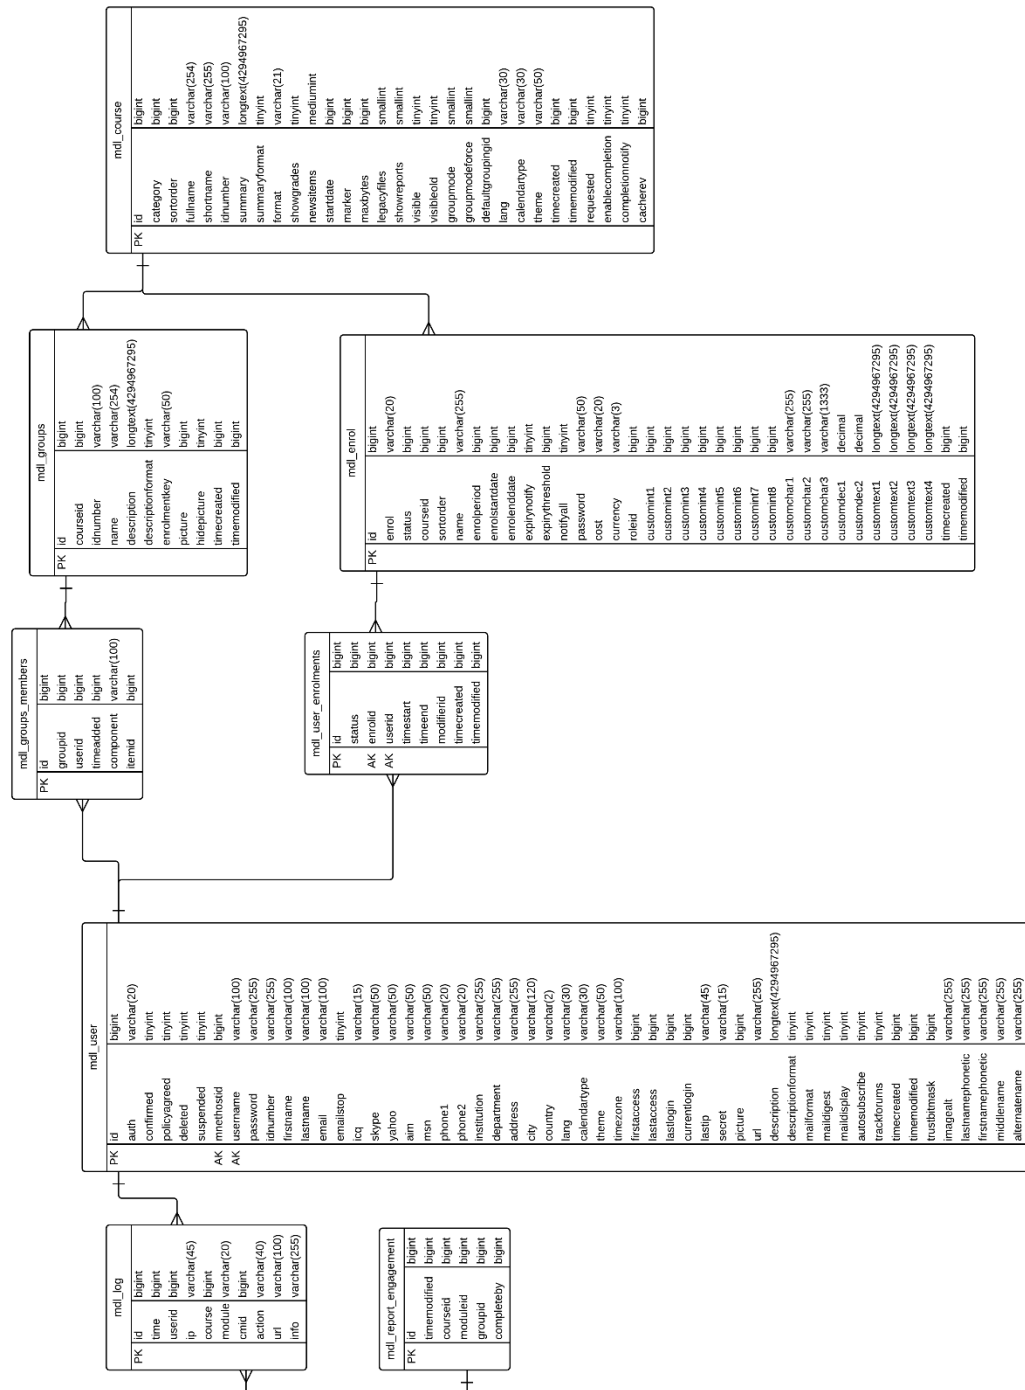 mdl_course
PK id bigint
category bigint
sortorder bigint
fullname varchar(254)
shortname varchar(255)
idnumber varchar(100)
summary longtext(4294967295)
summaryformat tinyint
format varchar(21)
showgrades tinyint
newsitems mediumint
startdate bigint
marker bigint
maxbytes bigint
legacyfiles smallint
showreports smallint
visible tinyint
visibleold tinyint
groupmode smallint
groupmodeforce smallint
defaultgroupingid bigint
lang varchar(30)
calendartype varchar(30)
theme varchar(50)
timecreated bigint
timemodified bigint
requested tinyint
enablecompletion tinyint
completionnotify tinyint
cacherev bigint
mdl_groups
PK id bigint
courseid bigint
idnumber varchar(100)
name varchar(254)
description longtext(4294967295)
descriptionformat tinyint
enrolmentkey varchar(50)
picture bigint
hidepicture tinyint
timecreated bigint
timemodified bigint
mdl_enrol
PK id bigint
enrol varchar(20)
status bigint
courseid bigint
sortorder bigint
name varchar(255)
enrolperiod bigint
enrolstartdate bigint
enrolenddate bigint
expirynotify tinyint
expirythreshold bigint
notifyall tinyint
password varchar(50)
cost varchar(20)
currency varchar(3)
roleid bigint
customint1 bigint
customint2 bigint
customint3 bigint
customint4 bigint
customint5 bigint
customint6 bigint
customint7 bigint
customint8 bigint
customchar1 varchar(255)
customchar2 varchar(255)
customchar3 varchar(1333)
customdec1 decimal
customdec2 decimal
customtext1 longtext(4294967295)
customtext2 longtext(4294967295)
customtext3 longtext(4294967295)
customtext4 longtext(4294967295)
timecreated bigint
timemodified bigint
mdl_groups_members
PK id bigint
groupid bigint
userid bigint
timeadded bigint
component varchar(100)
itemid bigint
mdl_user_enrolments
PK id bigint
status bigint
AK enrolid bigint
AK userid bigint
timestart bigint
timeend bigint
modifierid bigint
timecreated bigint
timemodified bigint
mdl_user
PK id bigint
auth varchar(20)
confirmed tinyint
policyagreed tinyint
deleted tinyint
suspended tinyint
AK mnethostid bigint
AK username varchar(100)
password varchar(255)
idnumber varchar(255)
firstname varchar(100)
lastname varchar(100)
email varchar(100)
emailstop tinyint
icq varchar(15)
skype varchar(50)
yahoo varchar(50)
aim varchar(50)
msn varchar(50)
phone1 varchar(20)
phone2 varchar(20)
institution varchar(255)
department varchar(255)
address varchar(255)
city varchar(120)
country varchar(2)
lang varchar(30)
calendartype varchar(30)
theme varchar(50)
timezone varchar(100)
firstaccess bigint
lastaccess bigint
lastlogin bigint
currentlogin bigint
lastip varchar(45)
secret varchar(15)
picture bigint
url varchar(255)
description longtext(4294967295)
descriptionformat tinyint
mailformat tinyint
maildigest tinyint
maildisplay tinyint
autosubscribe tinyint
trackforums tinyint
timecreated bigint
timemodified bigint
trustbitmask bigint
imagealt varchar(255)
lastnamephonetic varchar(255)
firstnamephonetic varchar(255)
middlename varchar(255)
alternatename varchar(255)
mdl_log
PK id bigint
time bigint
userid bigint
ip varchar(45)
course bigint
module varchar(20)
cmid bigint
action varchar(40)
url varchar(100)
info varchar(255)
mdl_report_engagement
PK id bigint
timemodified bigint
courseid bigint
moduleid bigint
groupid bigint
completeby bigint